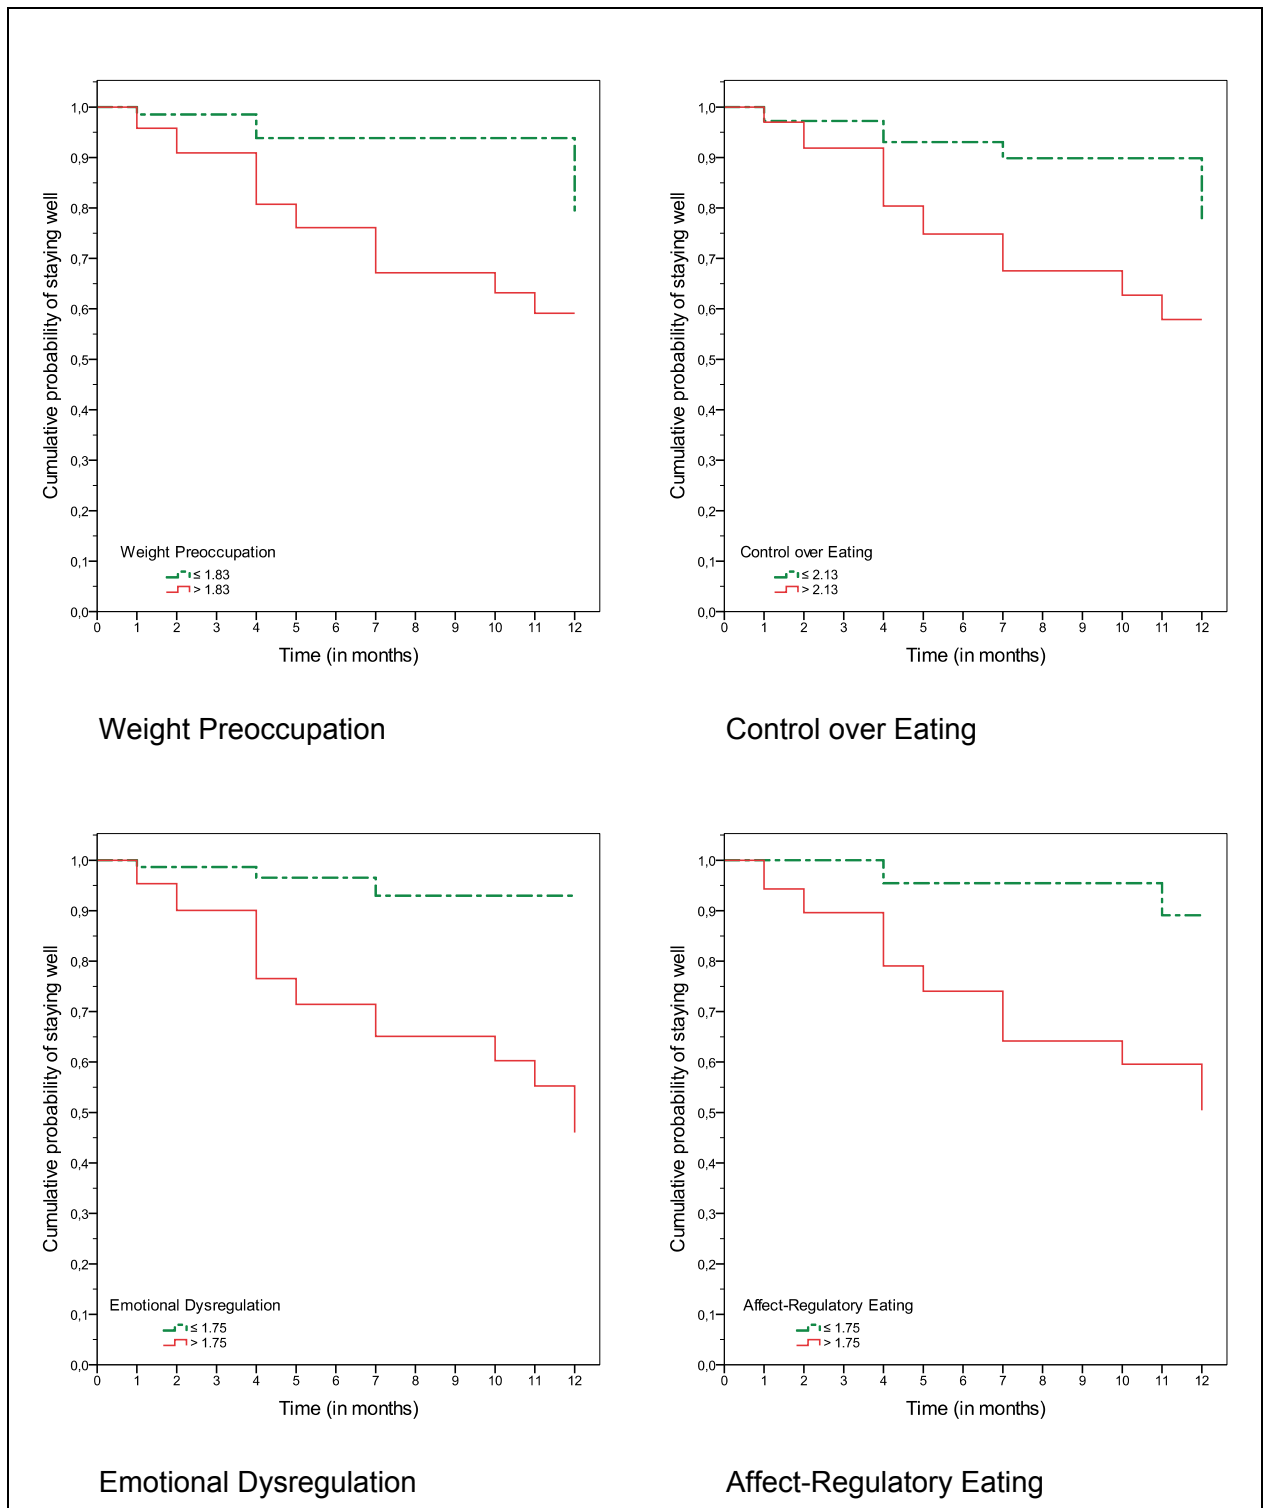 Cumulative probability of staying well
1,0
0,9
0,8
0,7
0,6
0,5
0,4
0,3
0,2
0,1
0,0
Weight Preoccupation
≤ 1.83
> 1.83
0 1 2 3 4 5 6 7 8 9 10 11 12
Time (in months)
Weight Preoccupation
Cumulative probability of staying well
1,0
0,9
0,8
0,7
0,6
0,5
0,4
0,3
0,2
0,1
0,0
Control over Eating
≤ 2.13
> 2.13
0 1 2 3 4 5 6 7 8 9 10 11 12
Time (in months)
Control over Eating
Cumulative probability of staying well
1,0
0,9
0,8
0,7
0,6
0,5
0,4
0,3
0,2
0,1
0,0
Emotional Dysregulation
≤ 1.75
> 1.75
0 1 2 3 4 5 6 7 8 9 10 11 12
Time (in months)
Emotional Dysregulation
Cumulative probability of staying well
1,0
0,9
0,8
0,7
0,6
0,5
0,4
0,3
0,2
0,1
0,0
Affect-Regulatory Eating
≤ 1.75
> 1.75
0 1 2 3 4 5 6 7 8 9 10 11 12
Time (in months)
Affect-Regulatory Eating